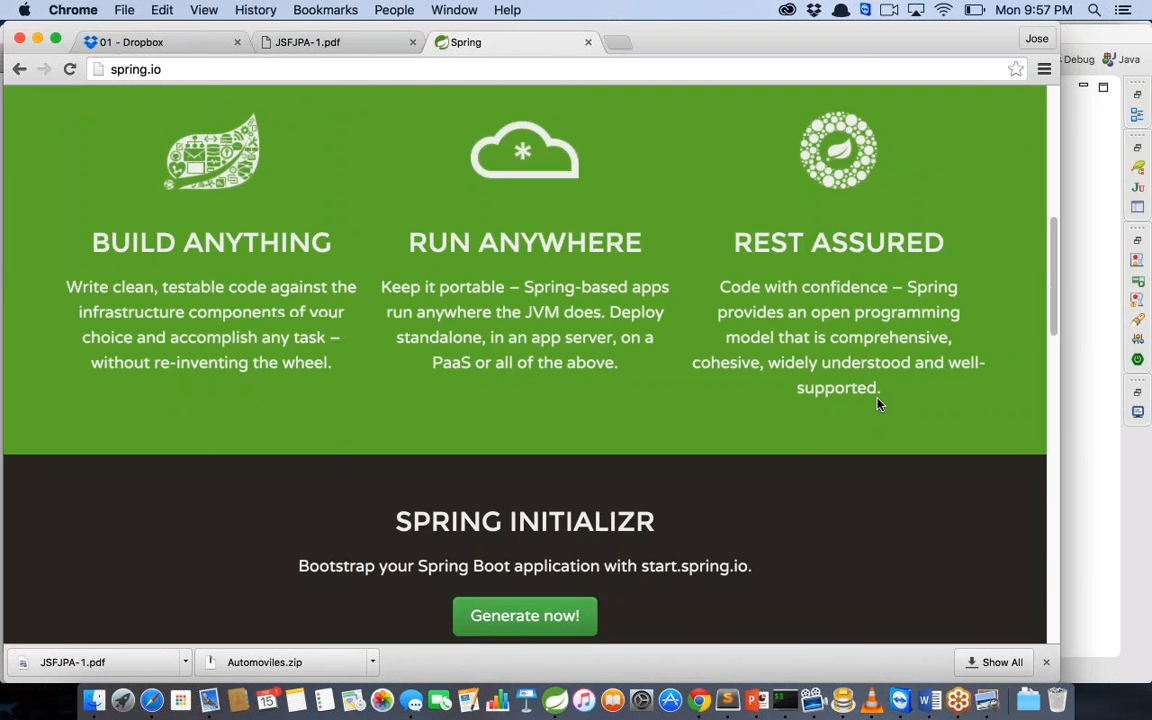 Chrome File Edit View History Bookmarks People Window Help Mon 9:57 PM
01 - Dropbox JSFJPA-1.pdf Spring Jose
Debug Java
spring.io
BUILD ANYTHING
Write clean, testable code against the
infrastructure components of your
choice and accomplish any task –
without re-inventing the wheel.
RUN ANYWHERE
Keep it portable – Spring-based apps
run anywhere the JVM does. Deploy
standalone, in an app server, on a
PaaS or all of the above.
REST ASSURED
Code with confidence – Spring
provides an open programming
model that is comprehensive,
cohesive, widely understood and well-
supported.
Ju
SPRING INITIALIZR
Bootstrap your Spring Boot application with start.spring.io.
Generate now!
JSFJPA-1.pdf Automoviles.zip Show All